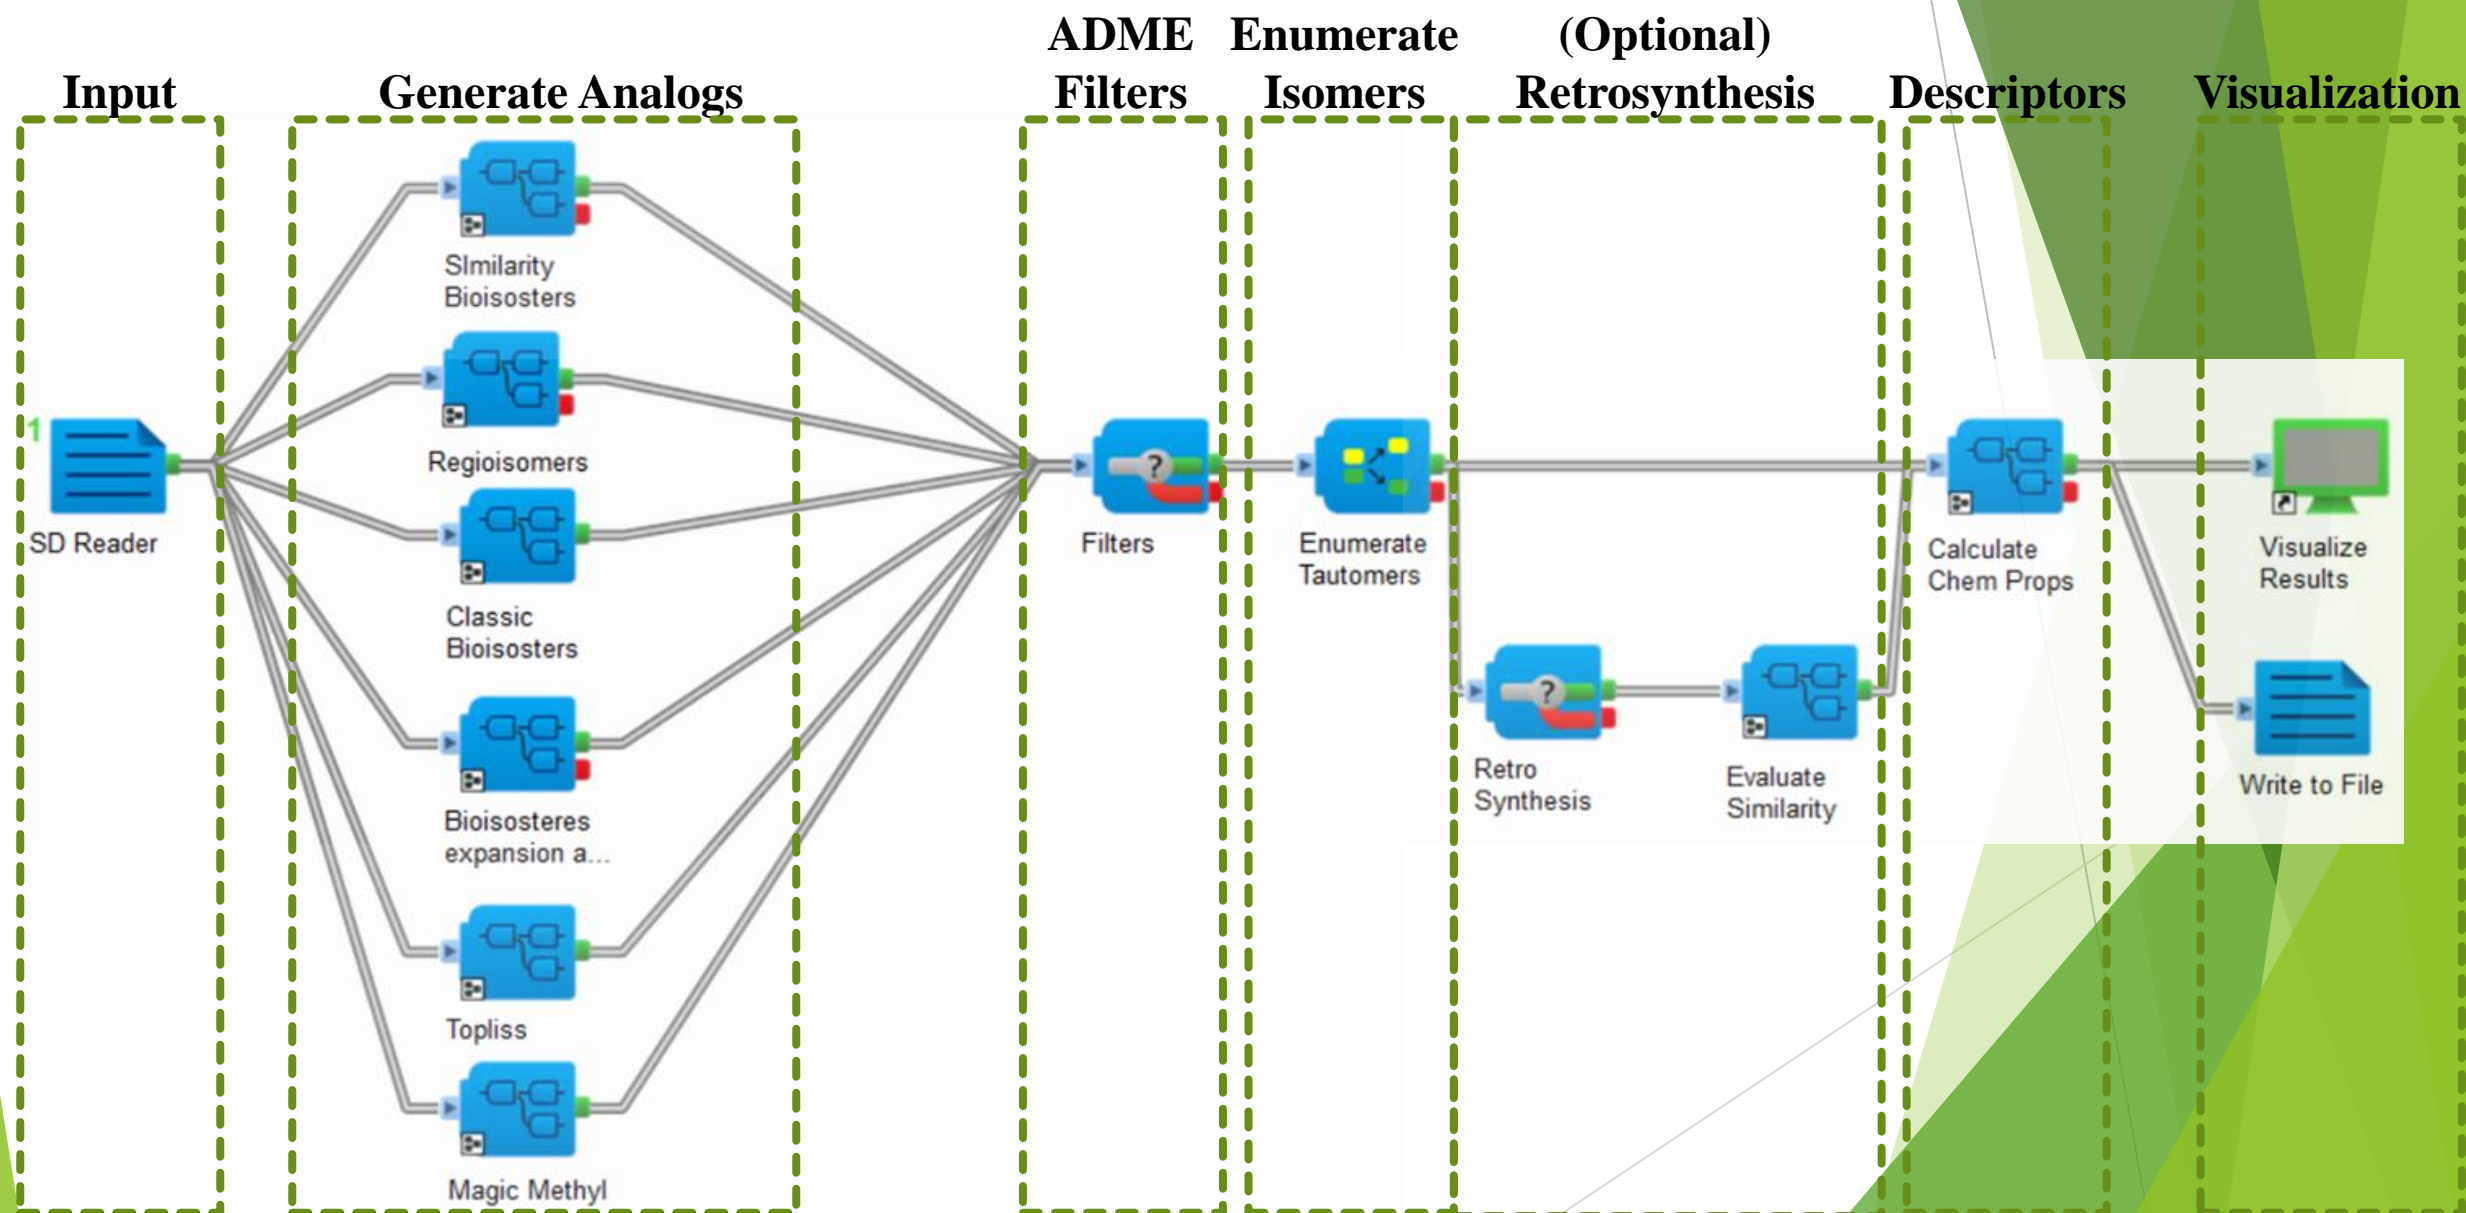 Input
Generate Analogs
ADME
Filters
Enumerate
Isomers
(Optional)
Retrosynthesis
Descriptors
Visualization
1
SD Reader
SImilarity
Bioisosters
Regioisomers
Classic
Bioisosters
Bioisosteres
expansion a...
Topliss
Magic Methyl
?
Filters
Enumerate
Tautomers
?
Retro
Synthesis
Evaluate
Similarity
Calculate
Chem Props
Visualize
Results
Write to File